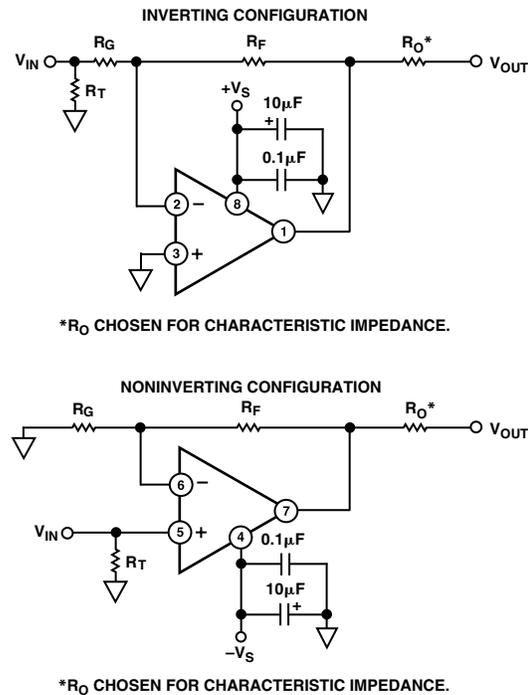 INVERTING CONFIGURATION
VIN
RG
RF
RO*
VOUT
RT
+VS
10µF
+
0.1µF
2
−
8
1
3
+
*RO CHOSEN FOR CHARACTERISTIC IMPEDANCE.
NONINVERTING CONFIGURATION
RG
RF
RO*
VOUT
6
−
7
VIN
5
+
4
0.1µF
RT
10µF
+
−VS
*RO CHOSEN FOR CHARACTERISTIC IMPEDANCE.